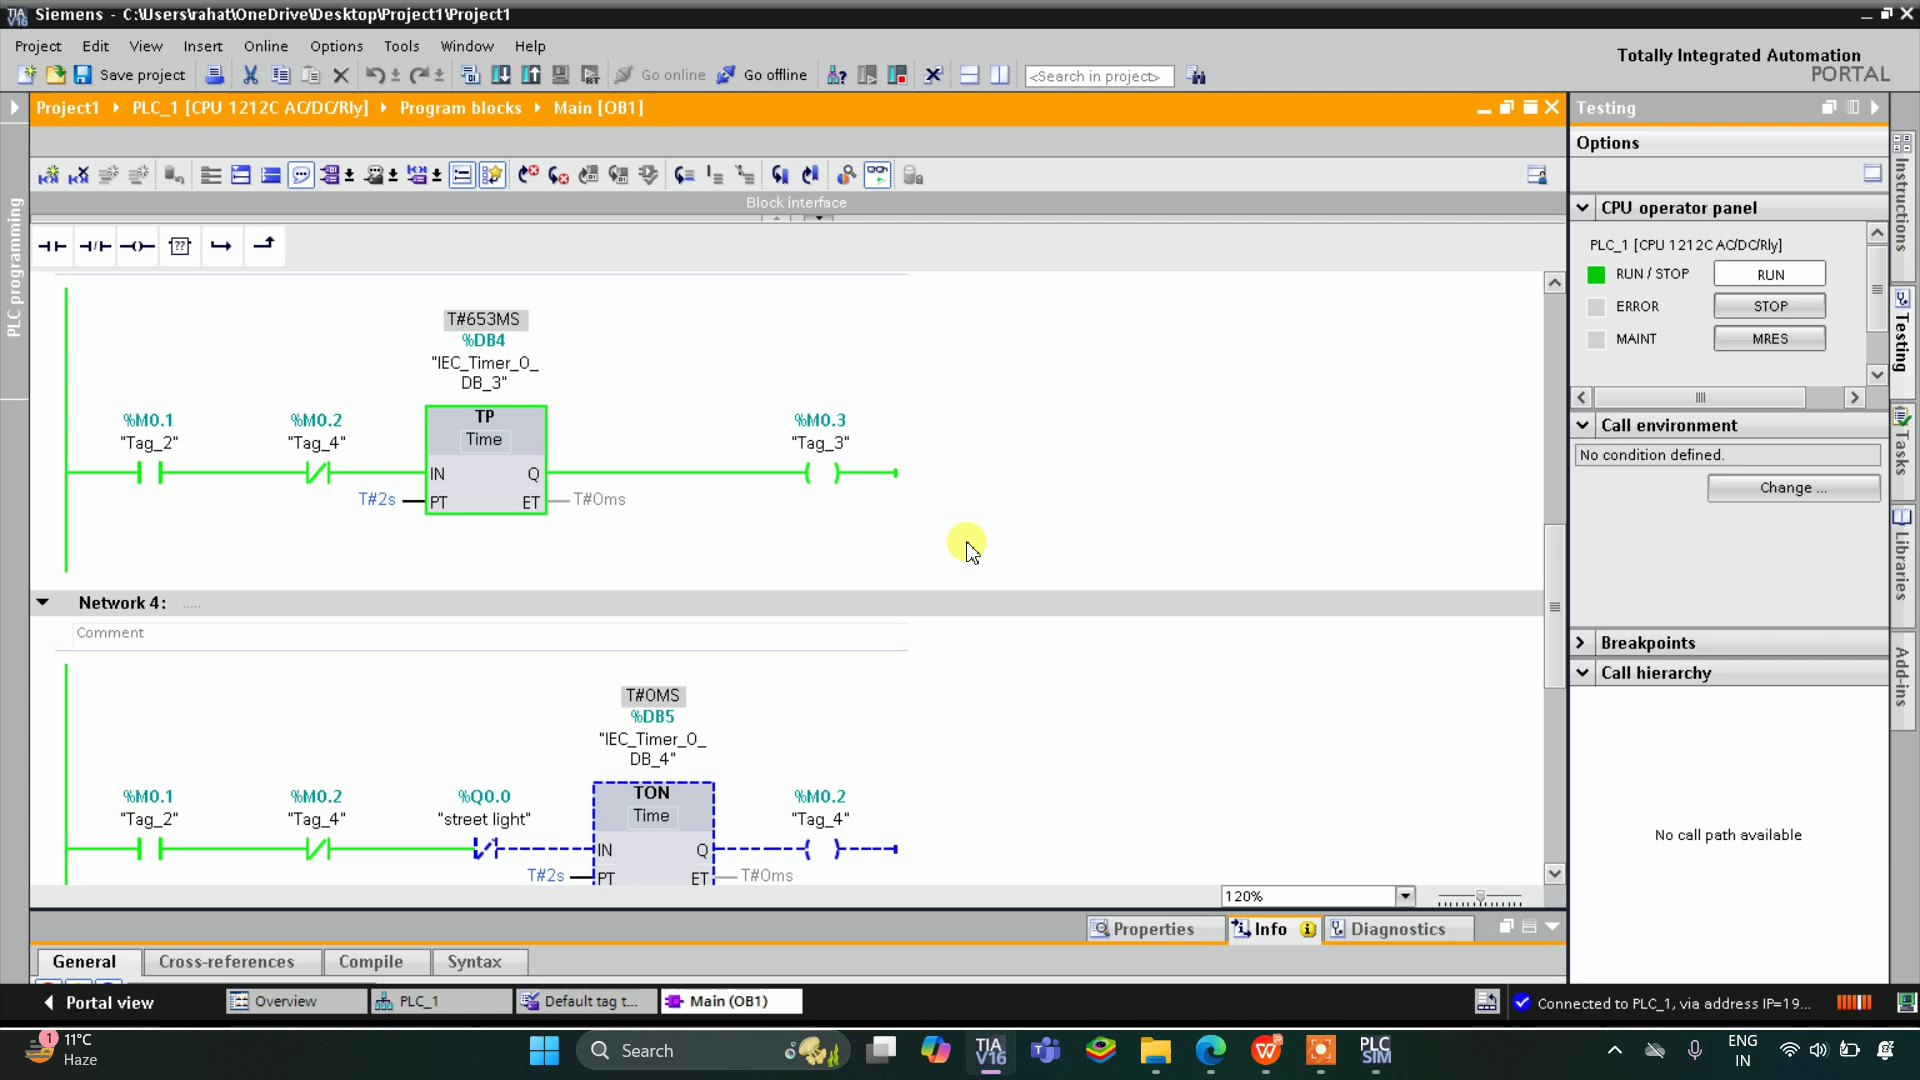 Siemens - C:\Users\rahat\OneDrive\Desktop\Project1\Project1
Project Edit View Insert Online Options Tools Window Help
Totally Integrated Automation
PORTAL
Save project
Go online
Go offline
<Search in project>
Project1 PLC_1 [CPU 1212C AC/DC/Rly] Program blocks Main [OB1]
Testing
Options
Block interface
PLC programming
CPU operator panel
PLC_1 [CPU 1212C AC/DC/Rly]
RUN / STOP RUN
ERROR STOP
MAINT MRES
Call environment
No condition defined.
Change ...
Breakpoints
Call hierarchy
No call path available
Instructions
Testing
Tasks
Libraries
Add-ins
??
T#653MS
%DB4
"IEC_Timer_0_
DB_3"
%M0.1 %M0.2 TP %M0.3
"Tag_2" "Tag_4" Time "Tag_3"
IN Q
T#2s PT ET T#0ms
Network 4: .....
Comment
T#0MS
%DB5
"IEC_Timer_0_
DB_4"
%M0.1 %M0.2 %Q0.0 TON %M0.2
"Tag_2" "Tag_4" "street light" Time "Tag_4"
IN Q
T#2s PT ET T#0ms
120%
Properties Info Diagnostics
General Cross-references Compile Syntax
Portal view Overview PLC_1 Default tag t... Main (OB1)
Connected to PLC_1, via address IP=19...
1
11°C
Haze
Search
TIA
V16
PLC
SIM
ENG
IN